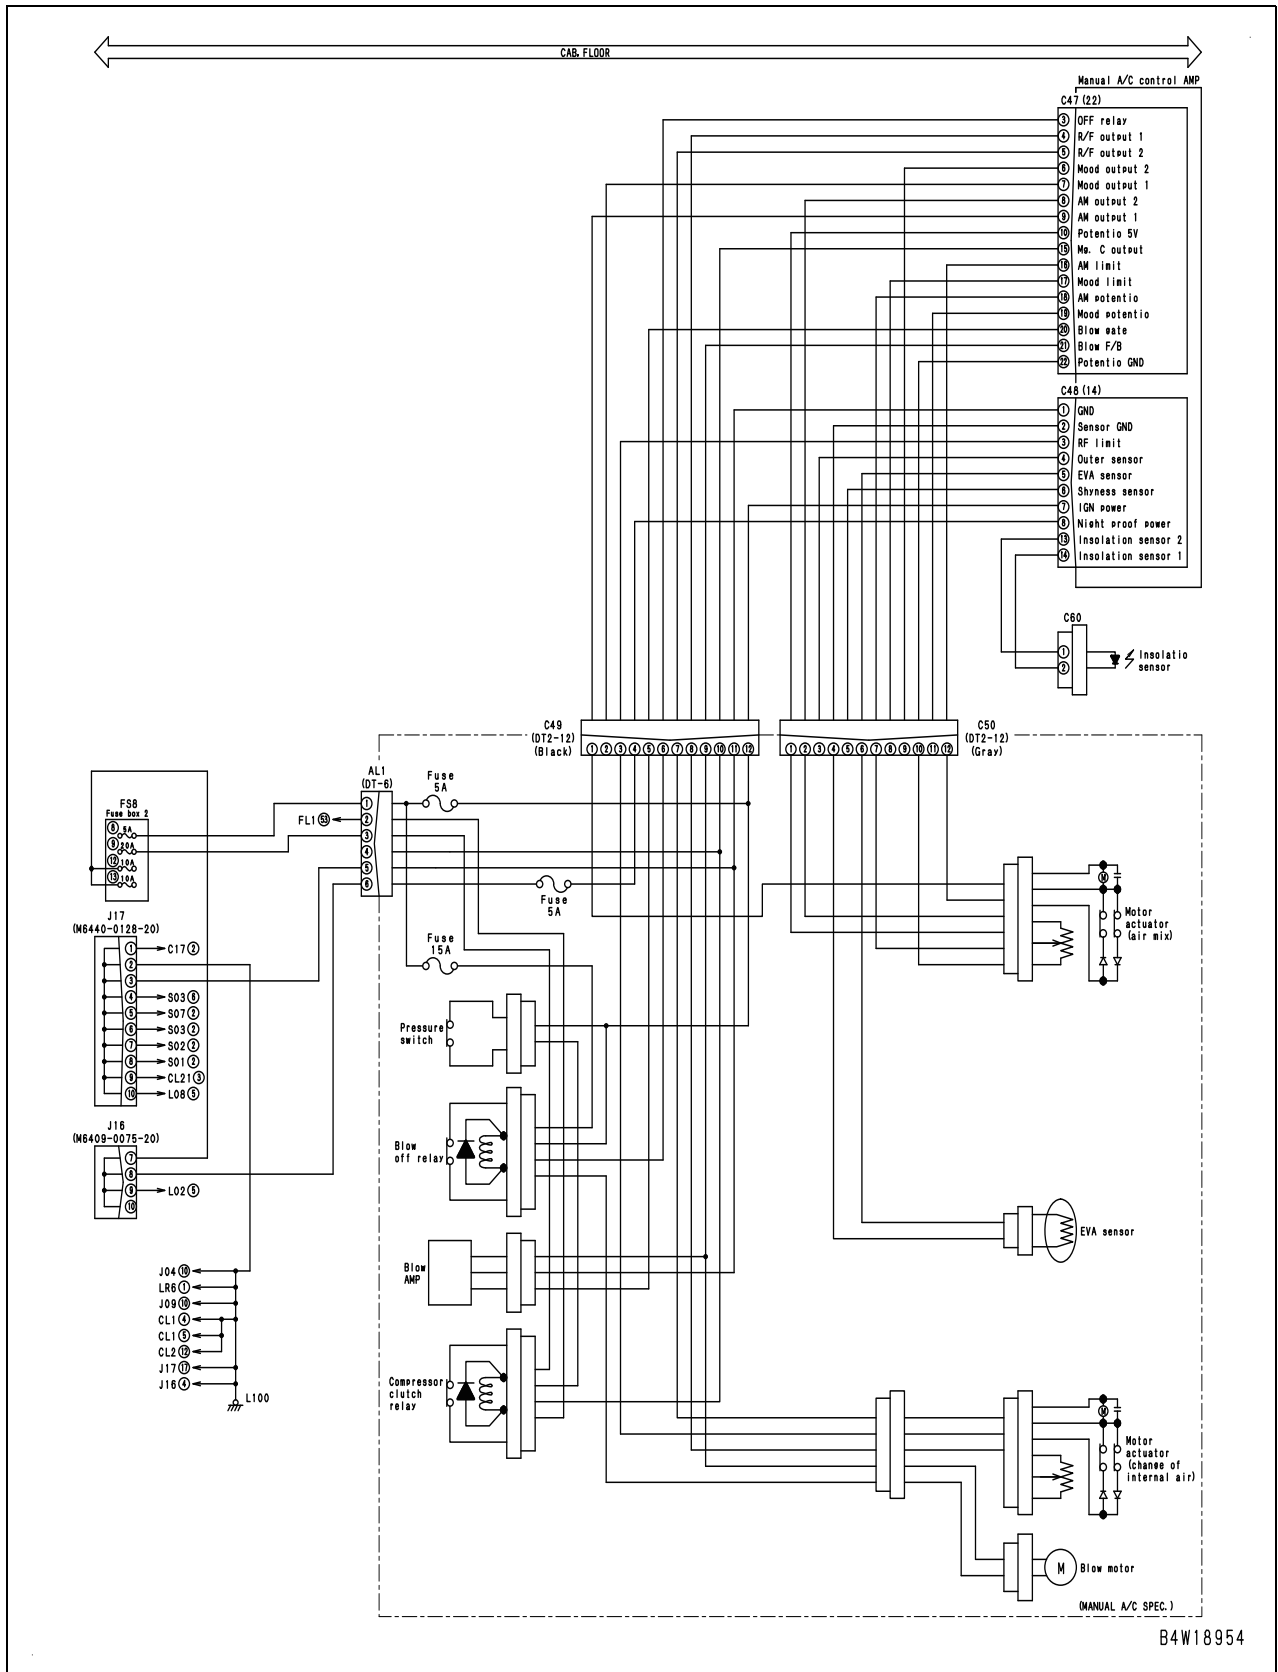 CAB, FLOOR
Manual A/C control AMP
C47 (22)
3 OFF relay
4 R/F output 1
5 R/F output 2
6 Mood output 2
7 Mood output 1
8 AM output 2
9 AM output 1
10 Potentio 5V
15 Mg. C output
16 AM limit
17 Mood limit
18 AM potentio
19 Mood potentio
20 Blow gate
21 Blow F/B
22 Potentio GND
C48 (14)
1 GND
2 Sensor GND
3 RF limit
4 Outer sensor
5 EVA sensor
6 Shyness sensor
7 IGN power
8 Night proof power
13 Insolation sensor 2
14 Insolation sensor 1
C60
1
2
Insolatio
sensor
C49
(DT2-12)
(Black)
1 2 3 4 5 6 7 8 9 10 11 12
C50
(DT2-12)
(Gray)
1 2 3 4 5 6 7 8 9 10 11 12
AL1
(DT-6)
1
2
3
4
5
6
Fuse
5A
FL1 53
FS8
Fuse box 2
8 5A
9 20A
12 10A
13 10A
Fuse
5A
Fuse
15A
J17
(M6440-0128-20)
1 C17 2
2
3
4 S03 6
5 S07 2
6 S03 2
7 S02 2
8 S01 2
9 CL21 3
10 L08 5
J16
(M6409-0075-20)
7
8
9 L02 5
10
J04 10
LR6 1
J09 10
CL1 4
CL1 5
CL2 12
J17 17
J16 4
L100
Pressure
switch
Blow
off relay
Blow
AMP
Compressor
clutch
relay
M
Motor
actuator
(air mix)
EVA sensor
M
Motor
actuator
(change of
internal air)
M
Blow motor
(MANUAL A/C SPEC.)
B4W18954